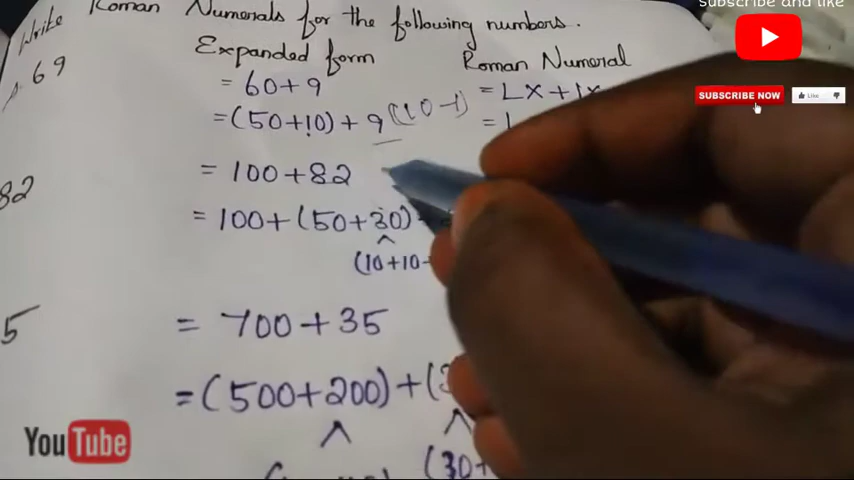 Subscribe and like
Write Roman Numerals for the following numbers.
Expanded form Roman Numeral
69 = 60+9 = LX + IX
=(50+10) + 9 (10-1) = L
82 = 100+82
= 100+(50+30)
(10+10-
5 = 700+35
=(500+200)+(3
(30+
SUBSCRIBE NOW
Like
YouTube